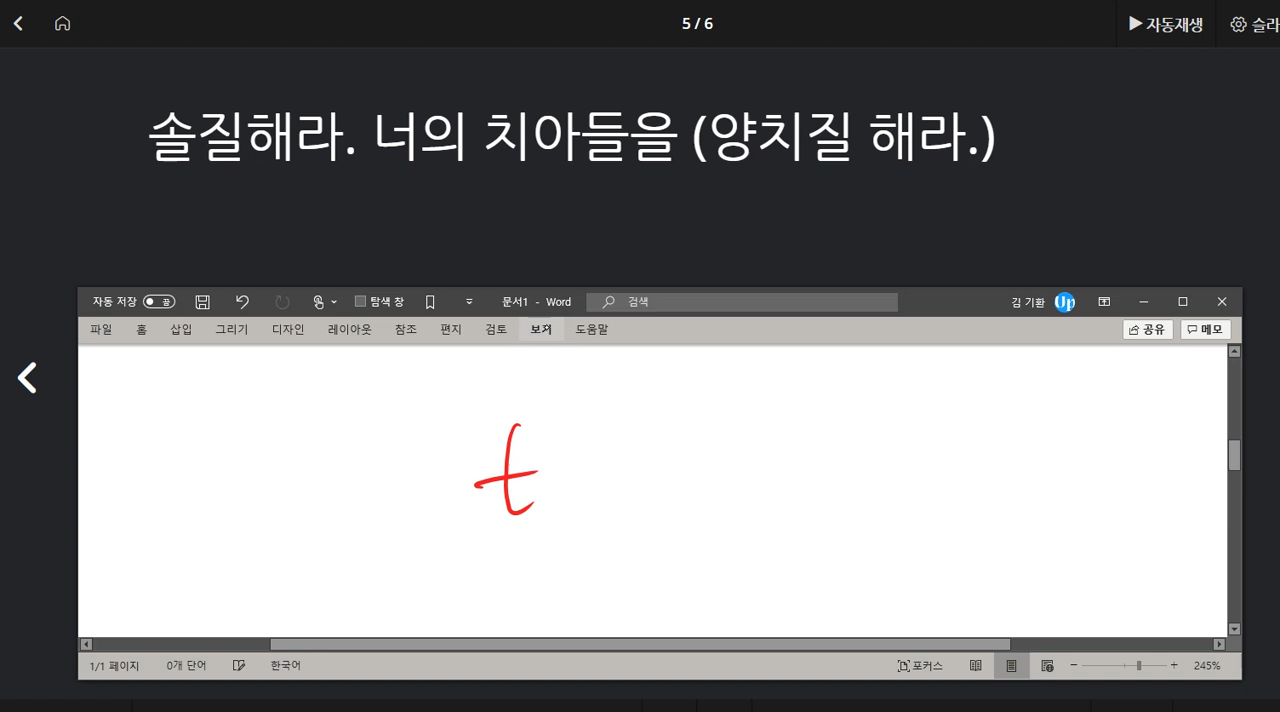 5 / 6
자동재생
슬라
솔질해라. 너의 치아들을 (양치질 해라.)
자동 저장 끔
탐색 창
문서1 - Word
검색
김 기환
Up
파일 홈 삽입 그리기 디자인 레이아웃 참조 편지 검토 보기 도움말
공유 메모
t
1/1 페이지 0개 단어 한국어
포커스
245%